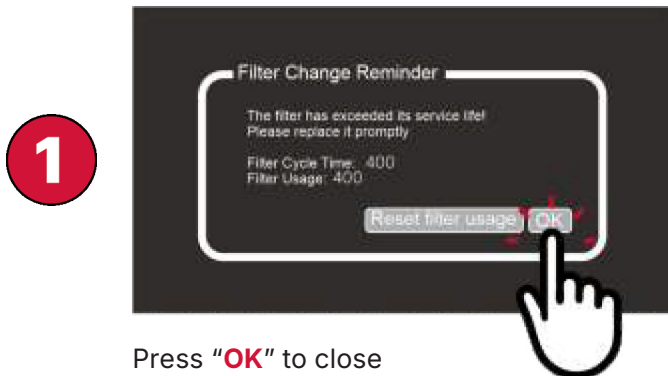 1
Filter Change Reminder
The filter has exceeded its service life!
Please replace it promptly
Filter Cycle Time: 400
Filter Usage: 400
Reset filter usage OK
Press “OK” to close